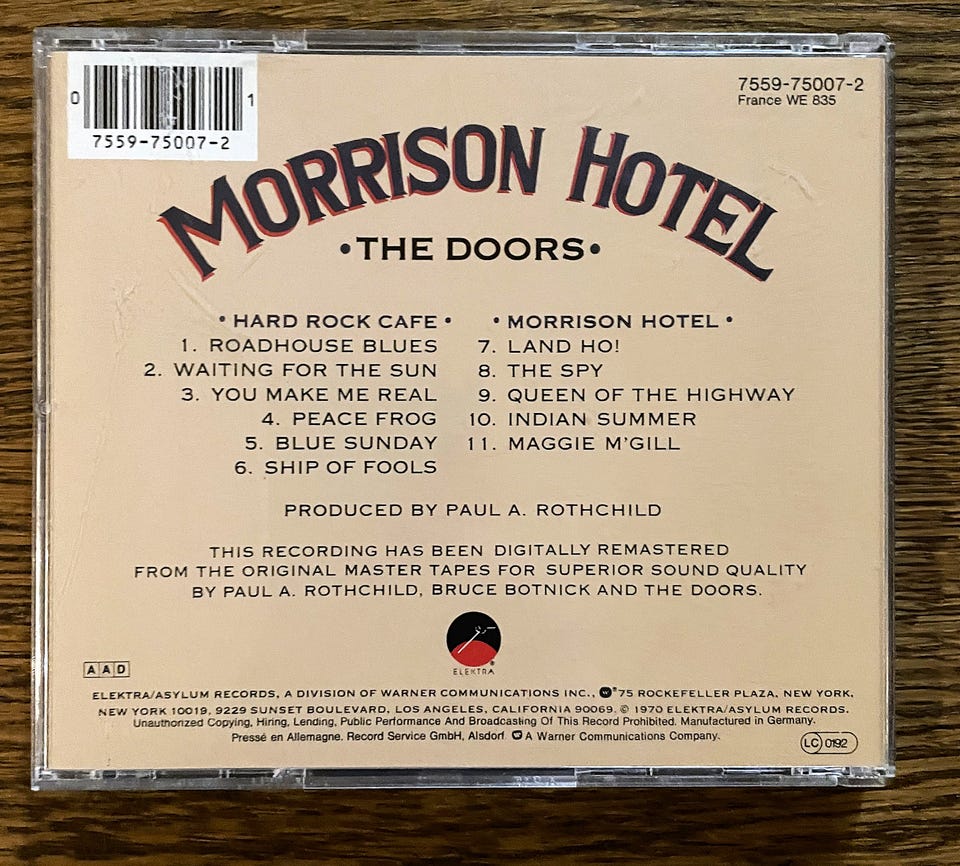 0 1
7559-75007-2
7559-75007-2
France WE 835
MORRISON HOTEL
•THE DOORS•
• HARD ROCK CAFE •
1. ROADHOUSE BLUES
2. WAITING FOR THE SUN
3. YOU MAKE ME REAL
4. PEACE FROG
5. BLUE SUNDAY
6. SHIP OF FOOLS
• MORRISON HOTEL •
7. LAND HO!
8. THE SPY
9. QUEEN OF THE HIGHWAY
10. INDIAN SUMMER
11. MAGGIE M'GILL
PRODUCED BY PAUL A. ROTHCHILD
THIS RECORDING HAS BEEN DIGITALLY REMASTERED
FROM THE ORIGINAL MASTER TAPES FOR SUPERIOR SOUND QUALITY
BY PAUL A. ROTHCHILD, BRUCE BOTNICK AND THE DOORS.
ELEKTRA®
AAD
ELEKTRA/ASYLUM RECORDS, A DIVISION OF WARNER COMMUNICATIONS INC., ® 75 ROCKEFELLER PLAZA, NEW YORK,
NEW YORK 10019, 9229 SUNSET BOULEVARD, LOS ANGELES, CALIFORNIA 90069. © 1970 ELEKTRA/ASYLUM RECORDS.
Unauthorized Copying, Hiring, Lending, Public Performance And Broadcasting Of This Record Prohibited. Manufactured in Germany.
Pressé en Allemagne. Record Service GmbH, Alsdorf. A Warner Communications Company.
LC 0192